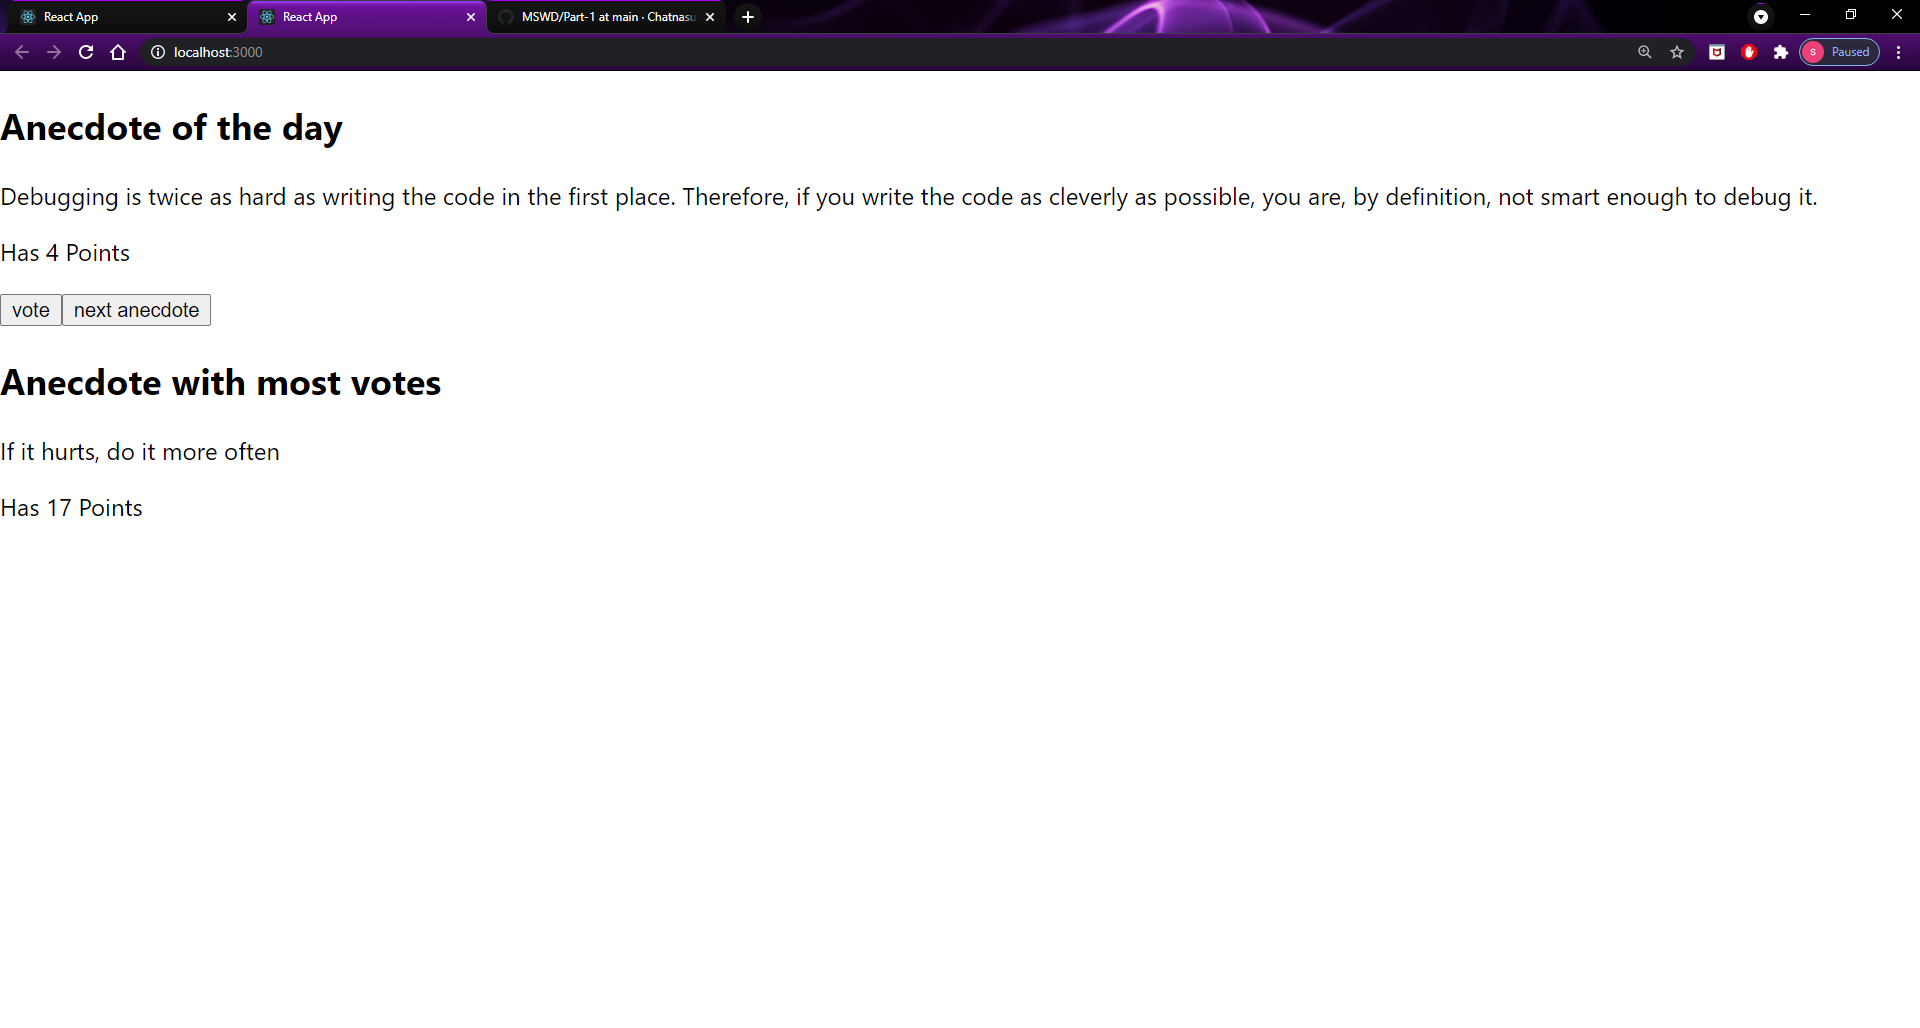 React App
React App
MSWD/Part-1 at main · Chatnasu
localhost:3000
S Paused
Anecdote of the day
Debugging is twice as hard as writing the code in the first place. Therefore, if you write the code as cleverly as possible, you are, by definition, not smart enough to debug it.
Has 4 Points
vote next anecdote
Anecdote with most votes
If it hurts, do it more often
Has 17 Points